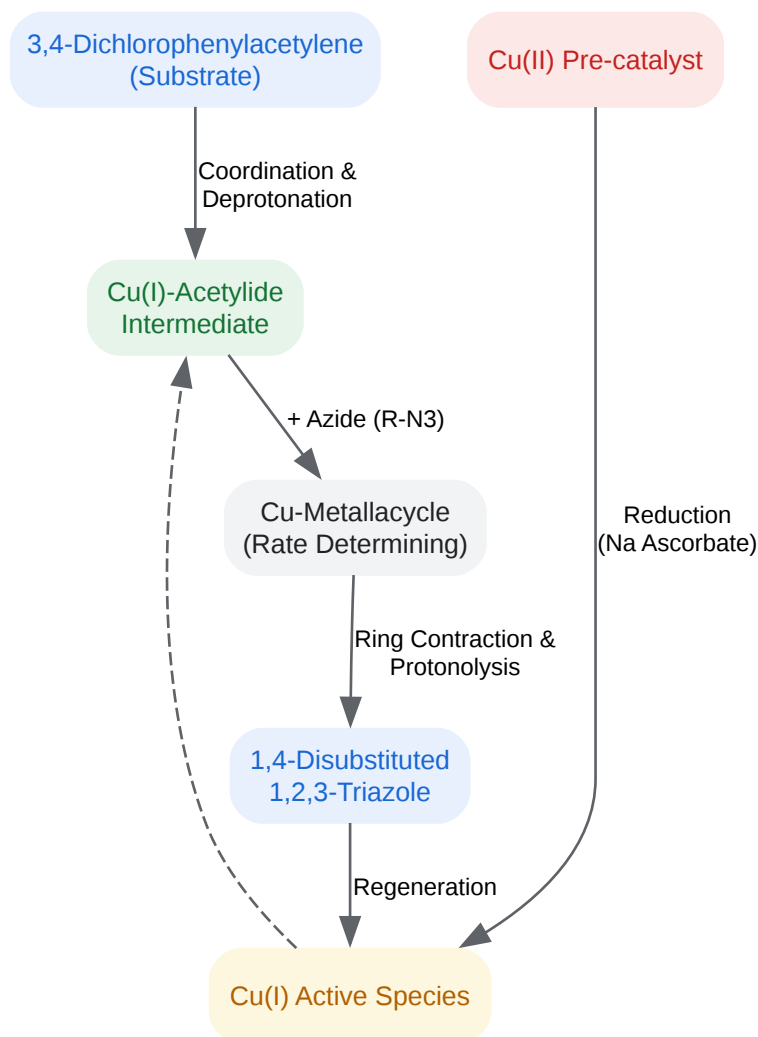 3,4-Dichlorophenylacetylene
(Substrate)
Cu(II) Pre-catalyst
Coordination &
Deprotonation
Cu(I)-Acetylide
Intermediate
+ Azide (R-N3)
Cu-Metallacycle
(Rate Determining)
Reduction
(Na Ascorbate)
Ring Contraction &
Protonolysis
1,4-Disubstituted
1,2,3-Triazole
Regeneration
Cu(I) Active Species